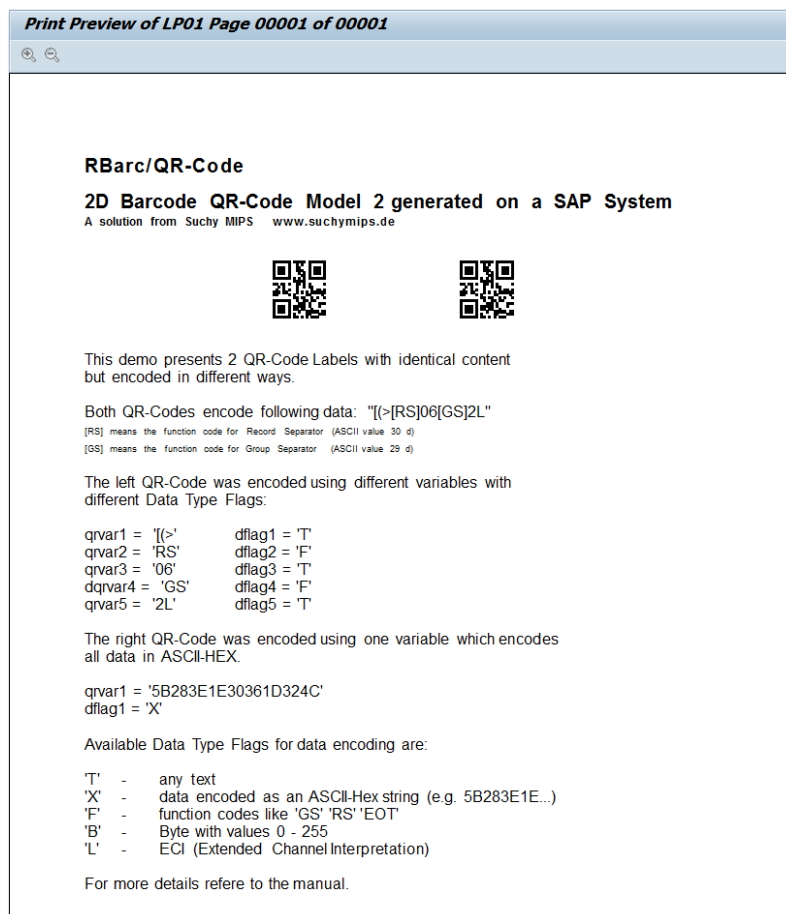 Print Preview of LP01 Page 00001 of 00001
RBarc/QR-Code
2D Barcode QR-Code Model 2 generated on a SAP System
A solution from Suchy MIPS www.suchymips.de
This demo presents 2 QR-Code Labels with identical content
but encoded in different ways.
Both QR-Codes encode following data: "[(>[RS]06[GS]2L"
[RS] means the function code for Record Separator (ASCII value 30 d)
[GS] means the function code for Group Separator (ASCII value 29 d)
The left QR-Code was encoded using different variables with
different Data Type Flags:
qrvar1 = '[(>' dflag1 = 'T'
qrvar2 = 'RS' dflag2 = 'F'
qrvar3 = '06' dflag3 = 'T'
dqrvar4 = 'GS' dflag4 = 'F'
qrvar5 = '2L' dflag5 = 'T'
The right QR-Code was encoded using one variable which encodes
all data in ASCII-HEX.
qrvar1 = '5B283E1E30361D324C'
dflag1 = 'X'
Available Data Type Flags for data encoding are:
'T' - any text
'X' - data encoded as an ASCII-Hex string (e.g. 5B283E1E...)
'F' - function codes like 'GS' 'RS' 'EOT'
'B' - Byte with values 0 - 255
'L' - ECI (Extended Channel Interpretation)
For more details refere to the manual.